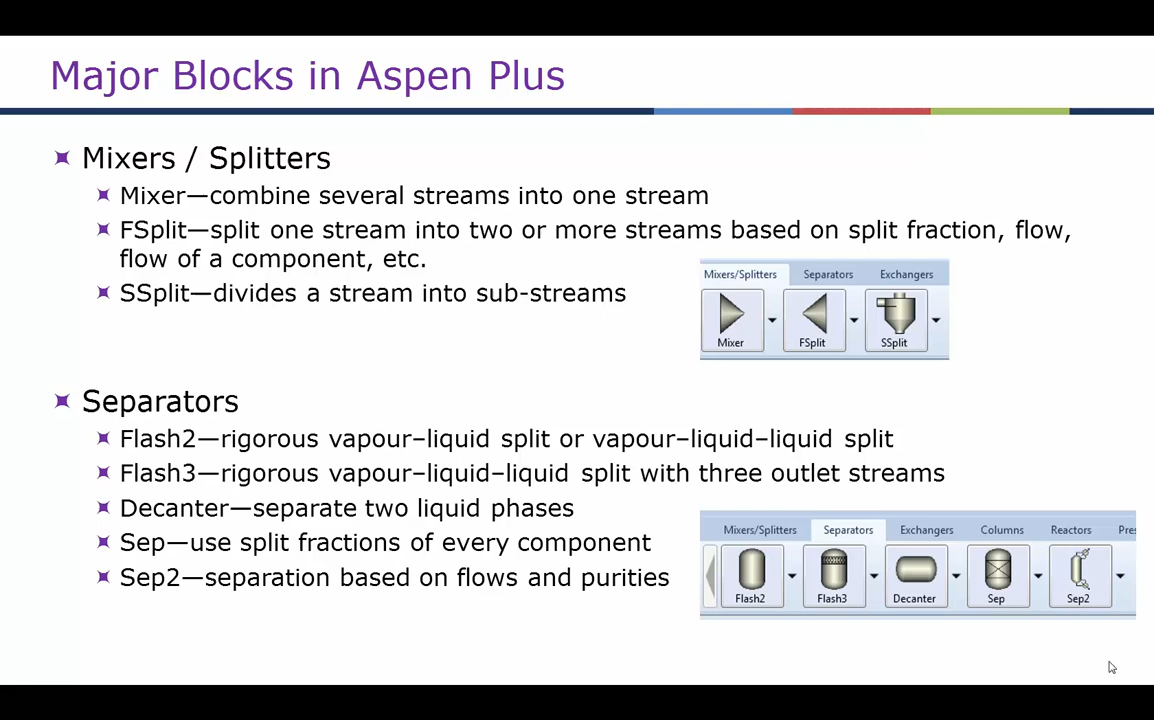 Major Blocks in Aspen Plus
Mixers / Splitters
Mixer—combine several streams into one stream
FSplit—split one stream into two or more streams based on split fraction, flow,
flow of a component, etc.
SSplit—divides a stream into sub-streams
Mixers/Splitters Separators Exchangers
Mixer FSplit SSplit
Separators
Flash2—rigorous vapour–liquid split or vapour–liquid–liquid split
Flash3—rigorous vapour–liquid–liquid split with three outlet streams
Decanter—separate two liquid phases
Sep—use split fractions of every component
Sep2—separation based on flows and purities
Mixers/Splitters Separators Exchangers Columns Reactors Pres
Flash2 Flash3 Decanter Sep Sep2